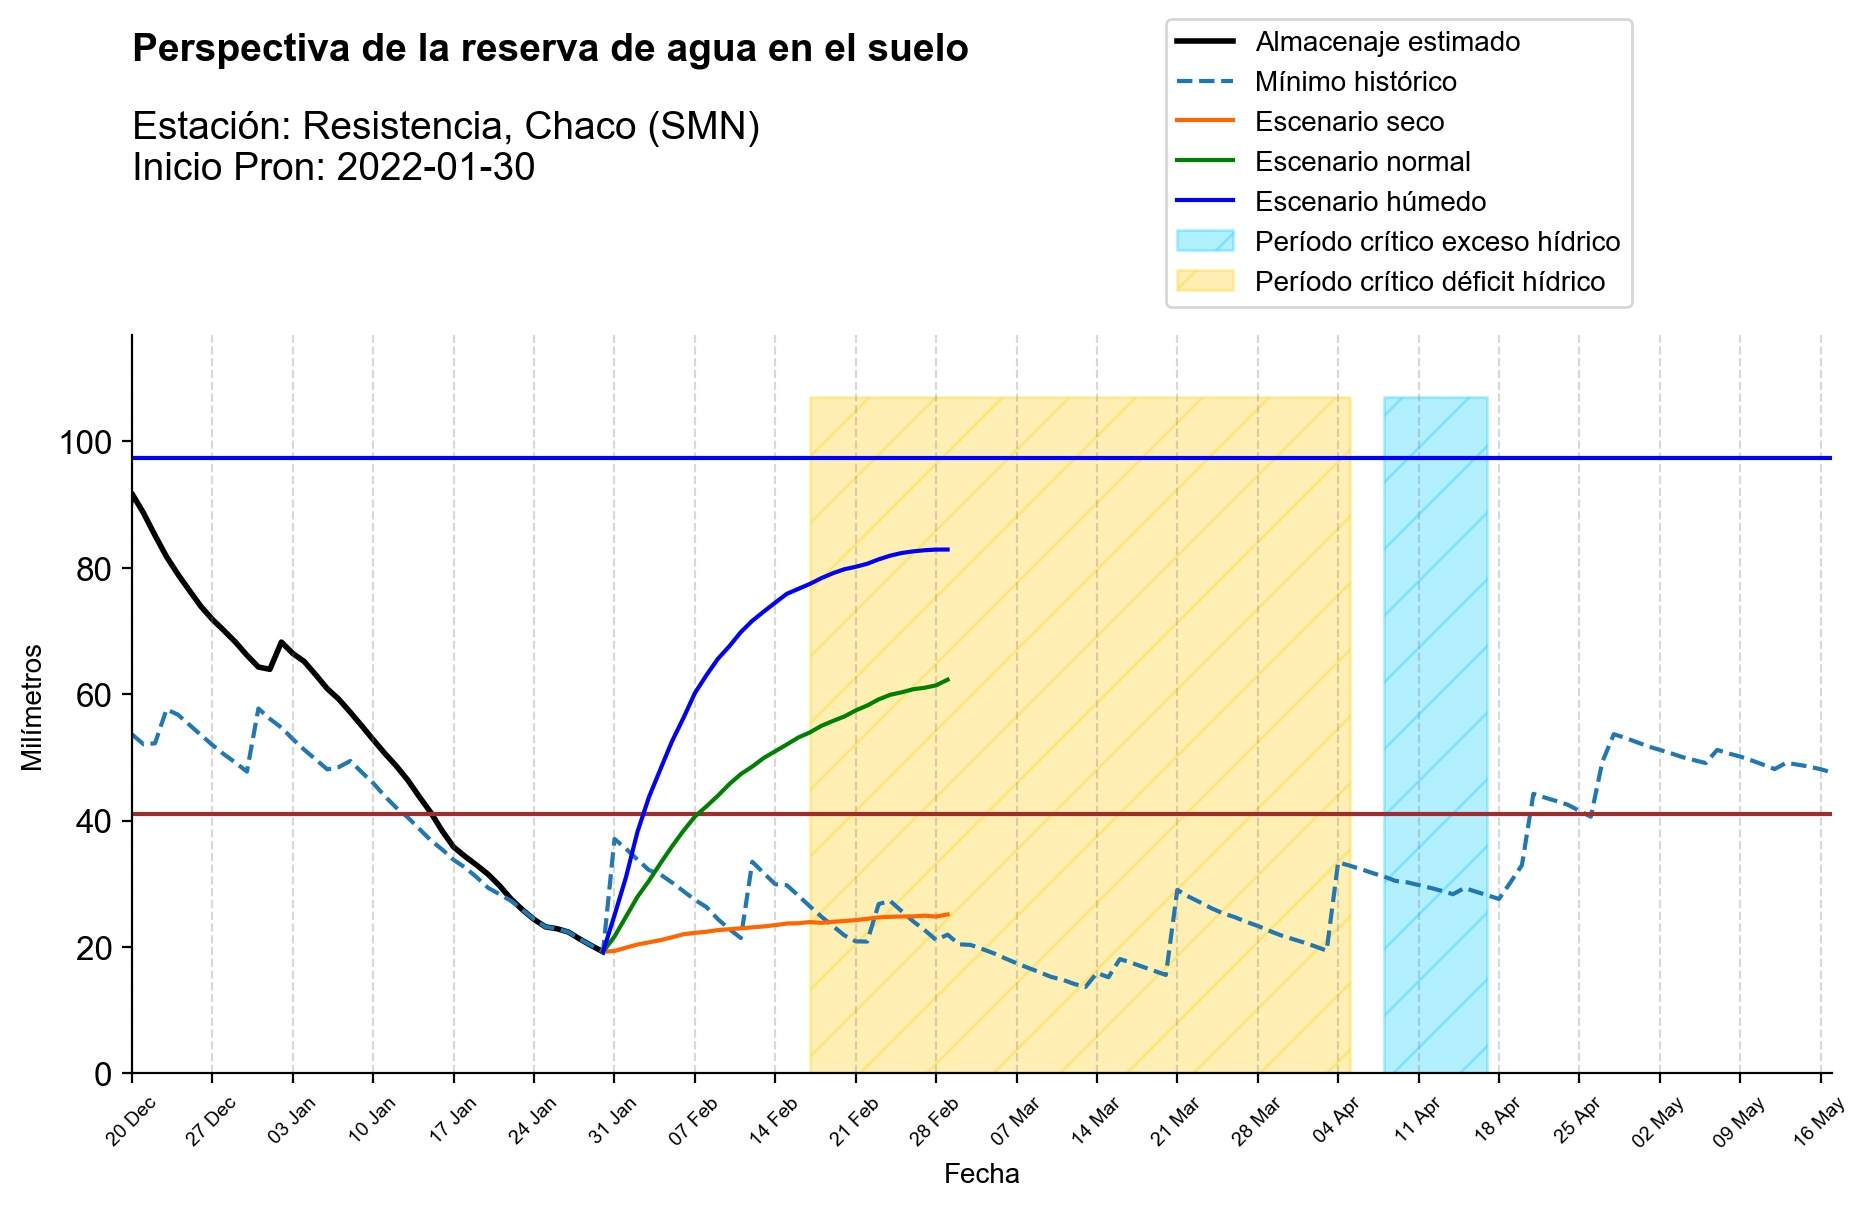 Perspectiva de la reserva de agua en el suelo
Estación: Resistencia, Chaco (SMN)
Inicio Pron: 2022-01-30
Almacenaje estimado
Mínimo histórico
Escenario seco
Escenario normal
Escenario húmedo
Período crítico exceso hídrico
Período crítico déficit hídrico
Milímetros
100
80
60
40
20
0
20 Dec
27 Dec
03 Jan
10 Jan
17 Jan
24 Jan
31 Jan
07 Feb
14 Feb
21 Feb
28 Feb
07 Mar
14 Mar
21 Mar
28 Mar
04 Apr
11 Apr
18 Apr
25 Apr
02 May
09 May
16 May
Fecha